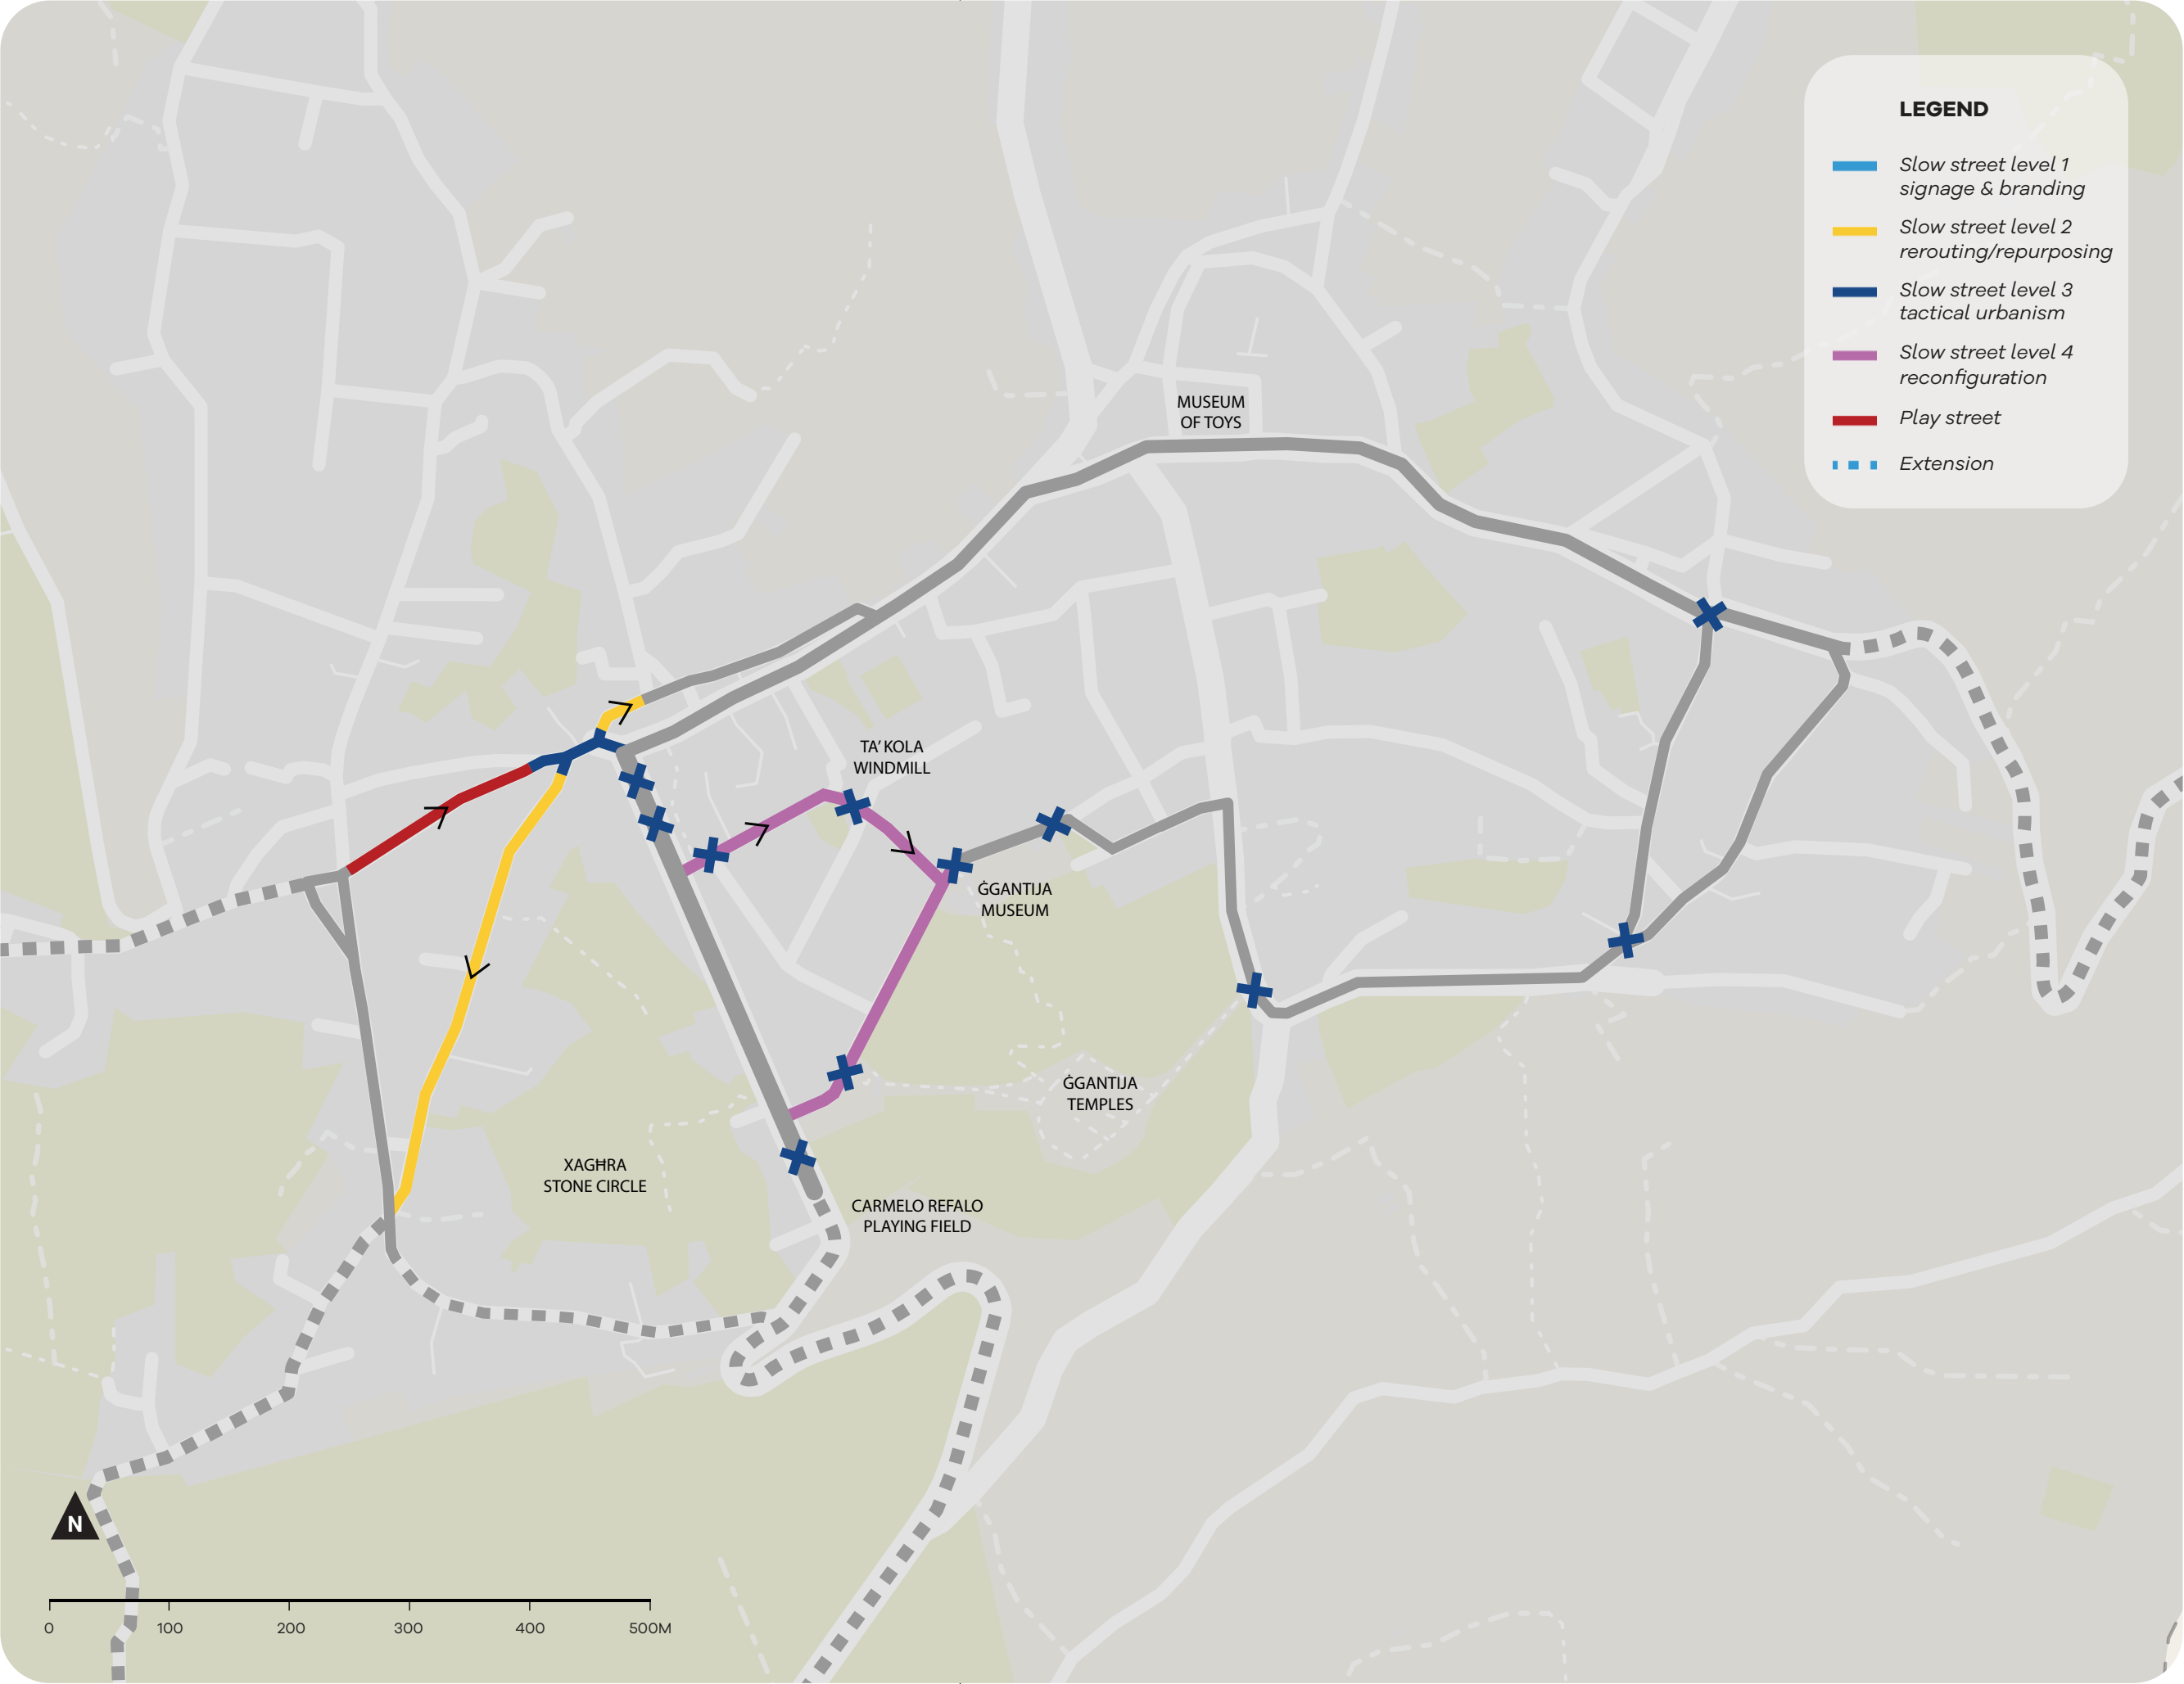 LEGEND
Slow street level 1
signage & branding
Slow street level 2
rerouting/repurposing
Slow street level 3
tactical urbanism
Slow street level 4
reconfiguration
Play street
Extension
MUSEUM
OF TOYS
TA’ KOLA
WINDMILL
ĠGANTIJA
MUSEUM
ĠGANTIJA
TEMPLES
XAGĦRA
STONE CIRCLE
CARMELO REFALO
PLAYING FIELD
N
0 100 200 300 400 500M